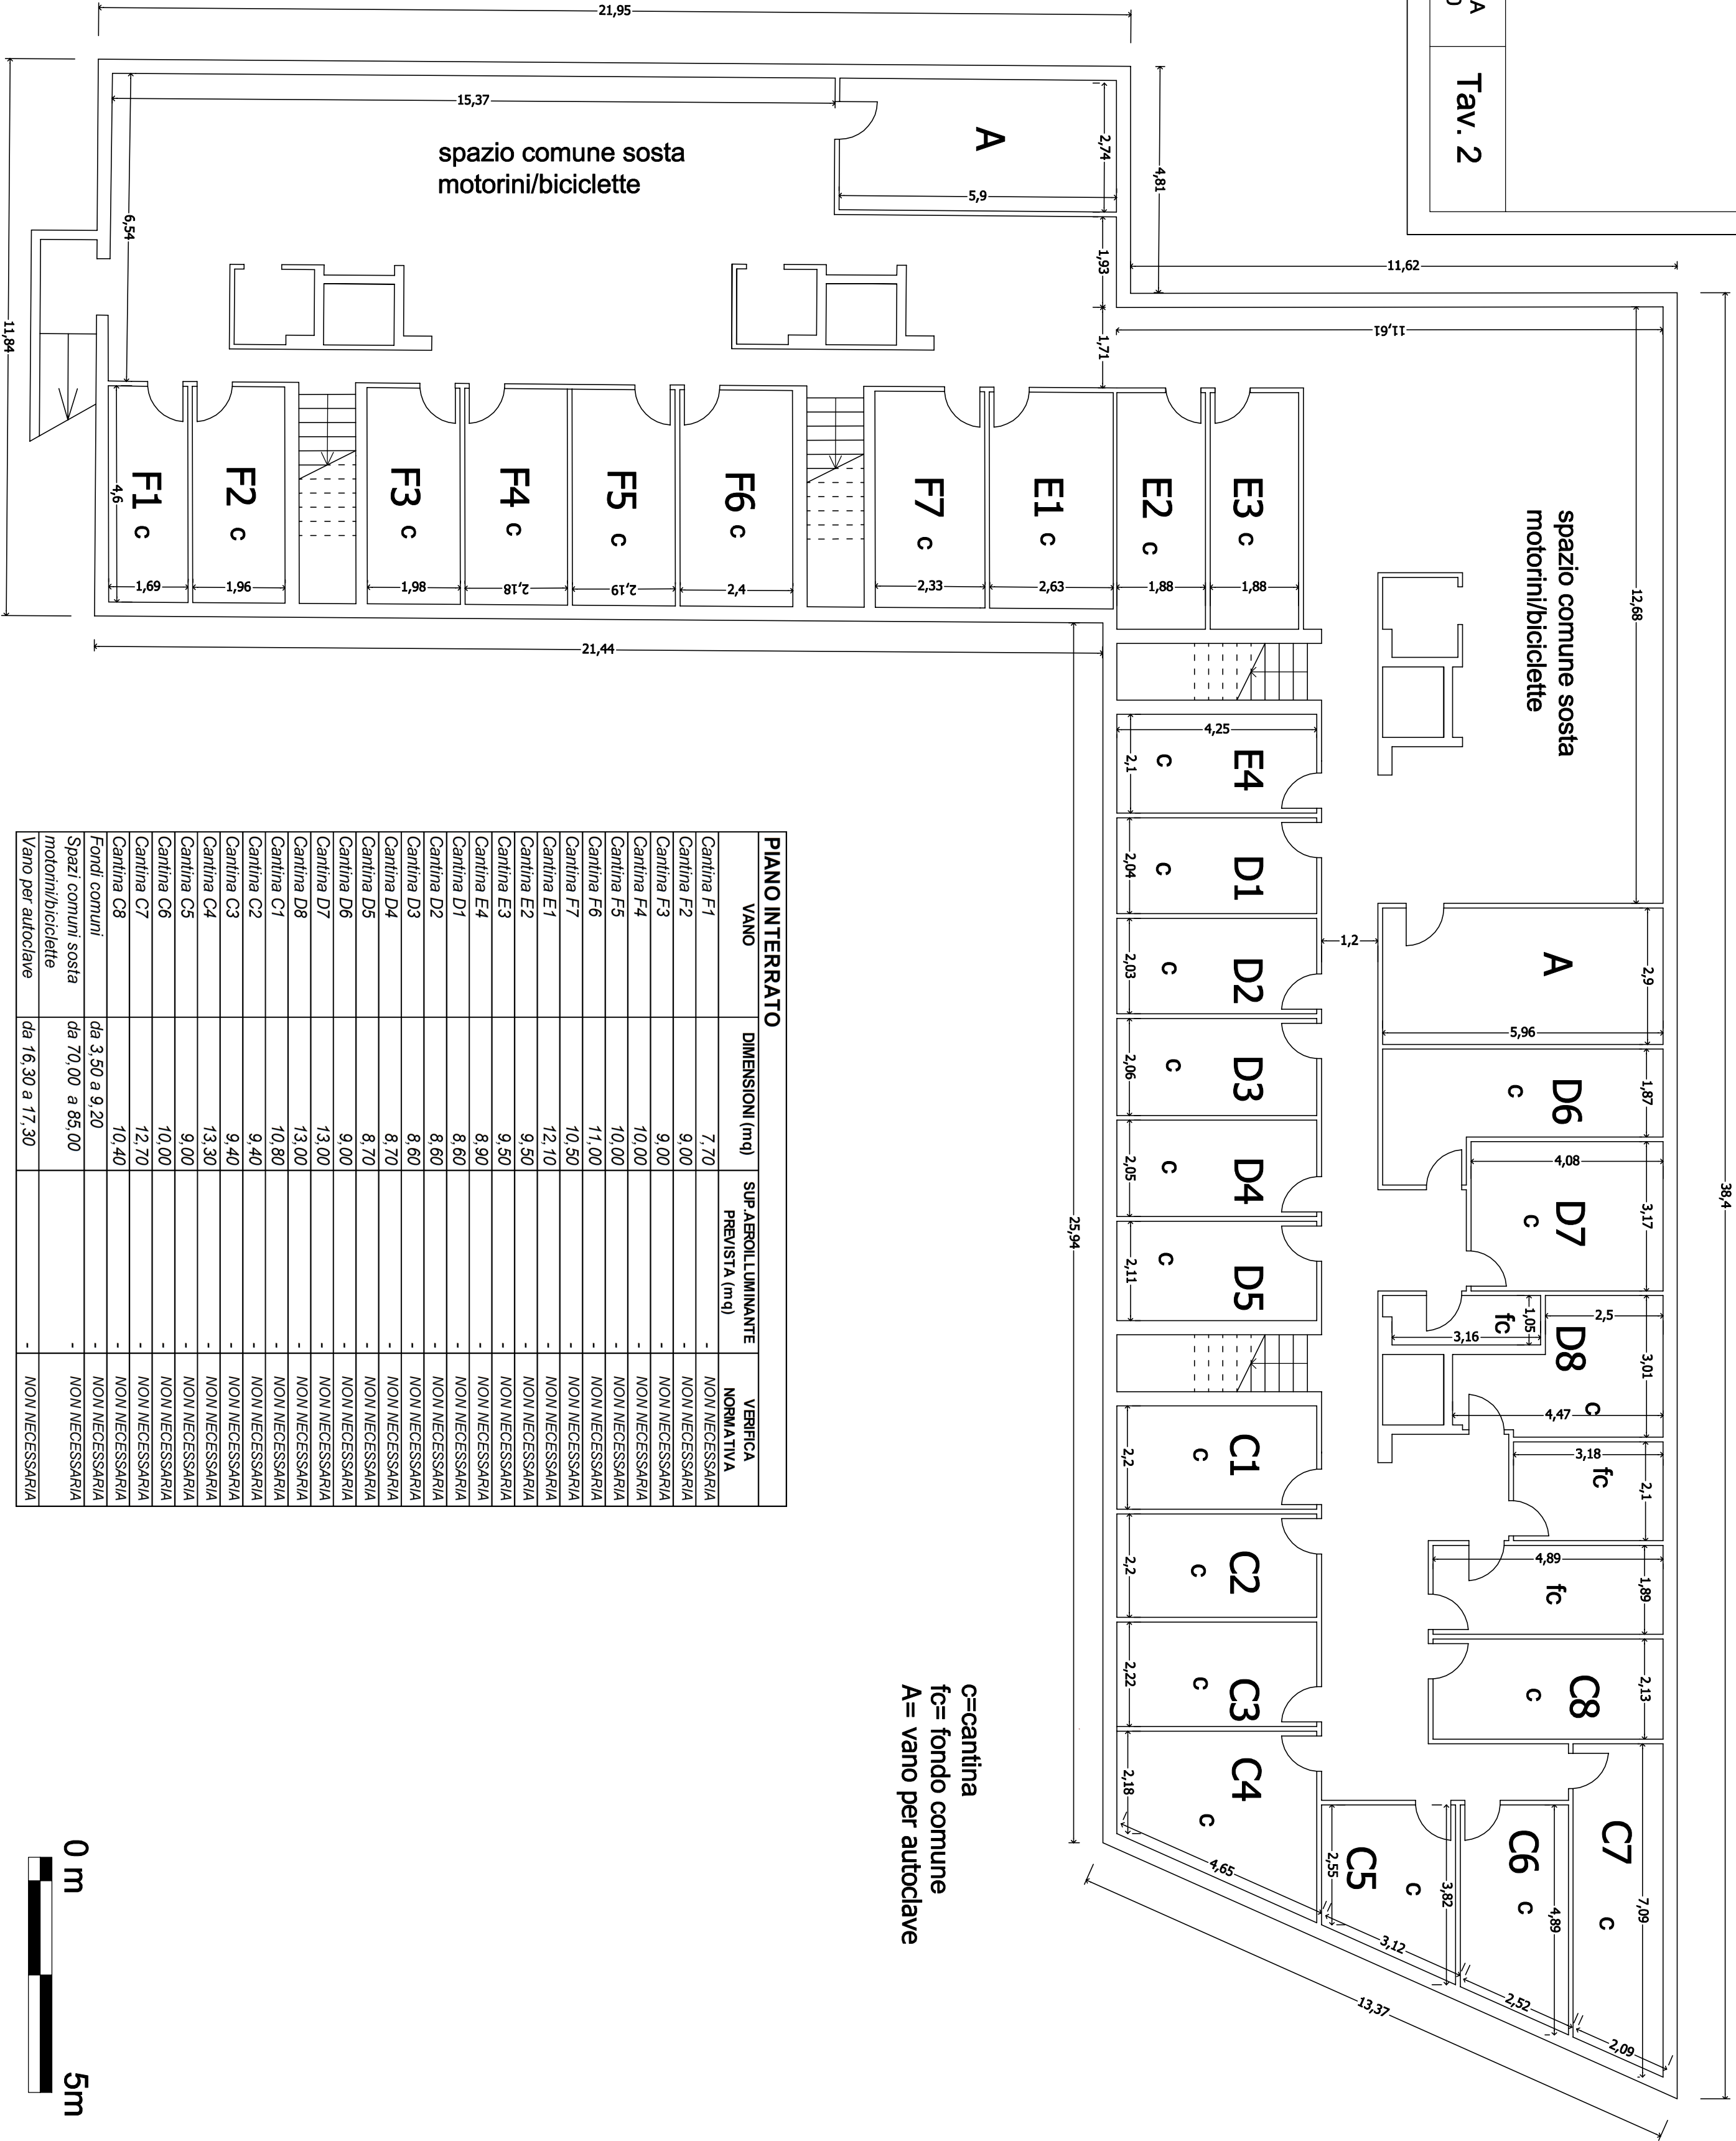 A
0
Tav. 2
21,95
15,37
spazio comune sosta
motorini/biciclette
A
2,74
5,9
4,81
1,93
1,71
11,62
11,61
6,54
11,84
F1
c
4,6
1,69
F2
c
1,96
F3
c
1,98
F4
c
2,18
F5
c
2,19
F6
c
2,4
F7
c
2,33
E1
c
2,63
E2
c
1,88
E3
c
1,88
21,44
spazio comune sosta
motorini/biciclette
12,68
38,4
E4
c
4,25
2,1
D1
c
2,04
D2
c
2,03
D3
c
2,06
D4
c
2,05
D5
c
2,11
1,2
A
2,9
5,96
D6
c
1,87
D7
c
4,08
3,17
fc
1,05
3,16
D8
c
2,5
3,01
4,47
fc
3,18
2,1
fc
4,89
1,89
C8
c
2,13
C1
c
2,2
C2
c
2,2
C3
c
2,22
C4
c
2,18
4,65
C5
c
2,55
3,82
3,12
C6
c
4,89
2,52
C7
c
7,09
2,09
13,37
25,94
c=cantina
fc= fondo comune
A= vano per autoclave
PIANO INTERRATO
VANO DIMENSIONI (mq) SUP.AEROILLUMINANTE PREVISTA (mq) VERIFICA NORMATIVA
Cantina F1 7,70 - NON NECESSARIA
Cantina F2 9,00 - NON NECESSARIA
Cantina F3 9,00 - NON NECESSARIA
Cantina F4 10,00 - NON NECESSARIA
Cantina F5 10,00 - NON NECESSARIA
Cantina F6 11,00 - NON NECESSARIA
Cantina F7 10,50 - NON NECESSARIA
Cantina E1 12,10 - NON NECESSARIA
Cantina E2 9,50 - NON NECESSARIA
Cantina E3 9,50 - NON NECESSARIA
Cantina E4 8,90 - NON NECESSARIA
Cantina D1 8,60 - NON NECESSARIA
Cantina D2 8,60 - NON NECESSARIA
Cantina D3 8,60 - NON NECESSARIA
Cantina D4 8,70 - NON NECESSARIA
Cantina D5 8,70 - NON NECESSARIA
Cantina D6 9,00 - NON NECESSARIA
Cantina D7 13,00 - NON NECESSARIA
Cantina D8 13,00 - NON NECESSARIA
Cantina C1 10,80 - NON NECESSARIA
Cantina C2 9,40 - NON NECESSARIA
Cantina C3 9,40 - NON NECESSARIA
Cantina C4 13,30 - NON NECESSARIA
Cantina C5 9,00 - NON NECESSARIA
Cantina C6 10,00 - NON NECESSARIA
Cantina C7 12,70 - NON NECESSARIA
Cantina C8 10,40 - NON NECESSARIA
Fondi comuni da 3,50 a 9,20 - NON NECESSARIA
Spazi comuni sosta da 70,00 a 85,00 - NON NECESSARIA
motorini/biciclette
Vano per autoclave da 16,30 a 17,30 - NON NECESSARIA
0 m
5m